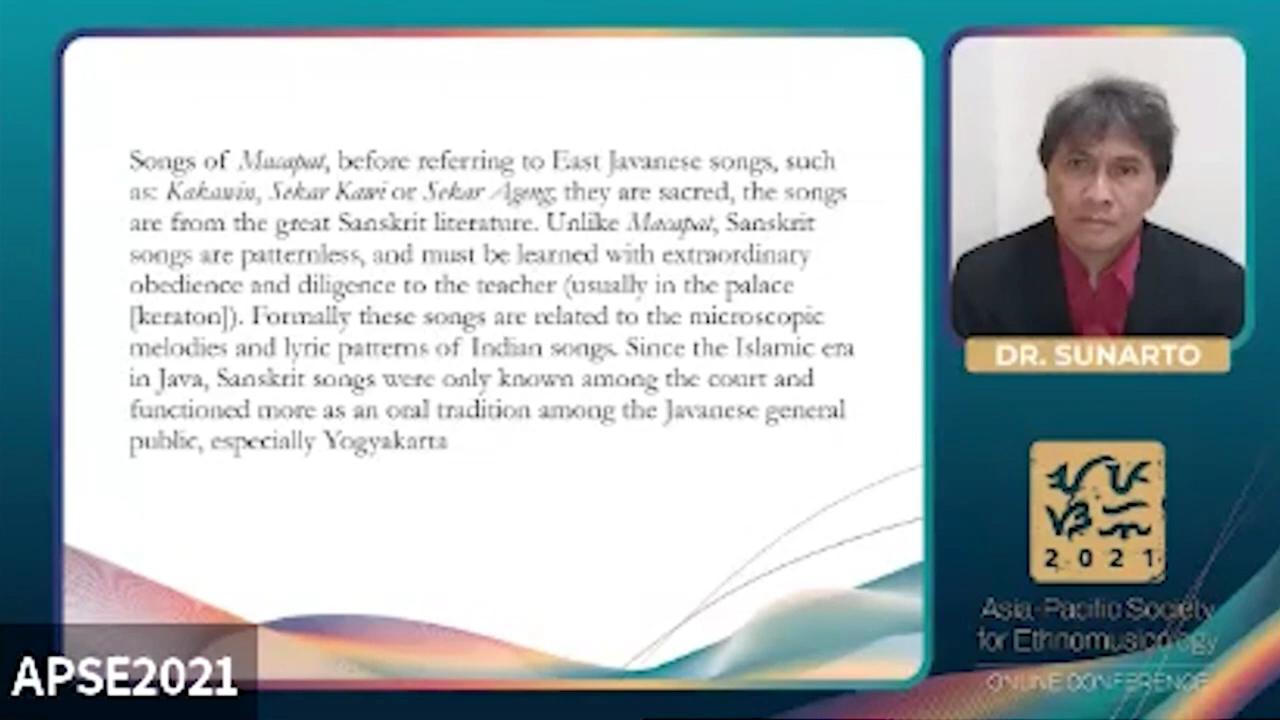 Songs of Macapat, before referring to East Javanese songs, such
as: Kakawin, Sekar Kawi or Sekar Ageng, they are sacred, the songs
are from the great Sanskrit literature. Unlike Macapat, Sanskrit
songs are patternless, and must be learned with extraordinary
obedience and diligence to the teacher (usually in the palace
[keraton]). Formally these songs are related to the microscopic
melodies and lyric patterns of Indian songs. Since the Islamic era
in Java, Sanskrit songs were only known among the court and
functioned more as an oral tradition among the Javanese general
public, especially Yogyakarta
DR. SUNARTO
2021
Asia-Pacific Society
for Ethnomusicology
ONLINE CONFERENCE
APSE2021